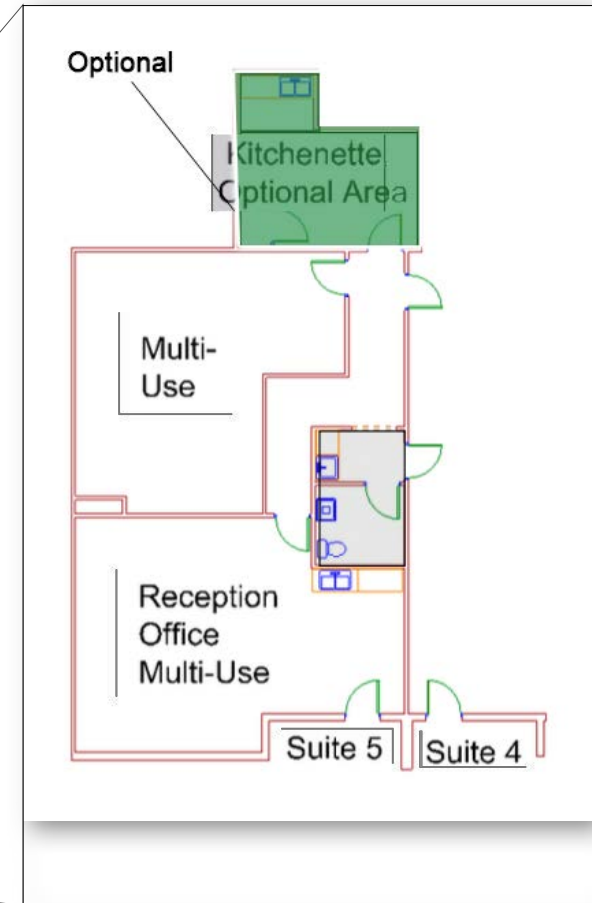 Optional
Kitchenette
Optional Area
Multi-
Use
Reception
Office
Multi-Use
Suite 5
Suite 4